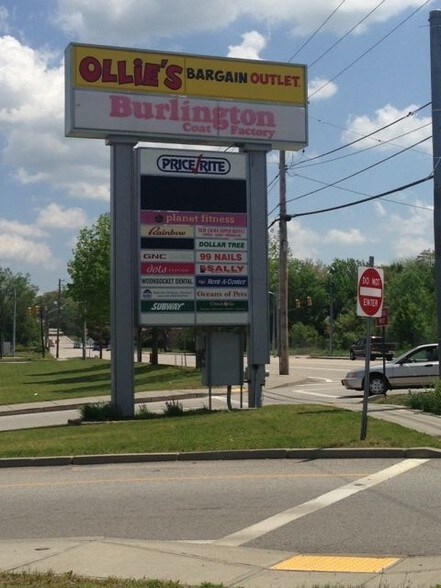 OLLiE'S BARGAIN OUTLET
Burlington
Coat Factory
PRICE RITE
planet fitness
Rainbow
DOLLAR TREE
GNC
99 NAILS
dots
SALLY
WOONSOCKET DENTAL
Rent-A-Center
Oceans of Pets
SUBWAY
DO NOT
ENTER